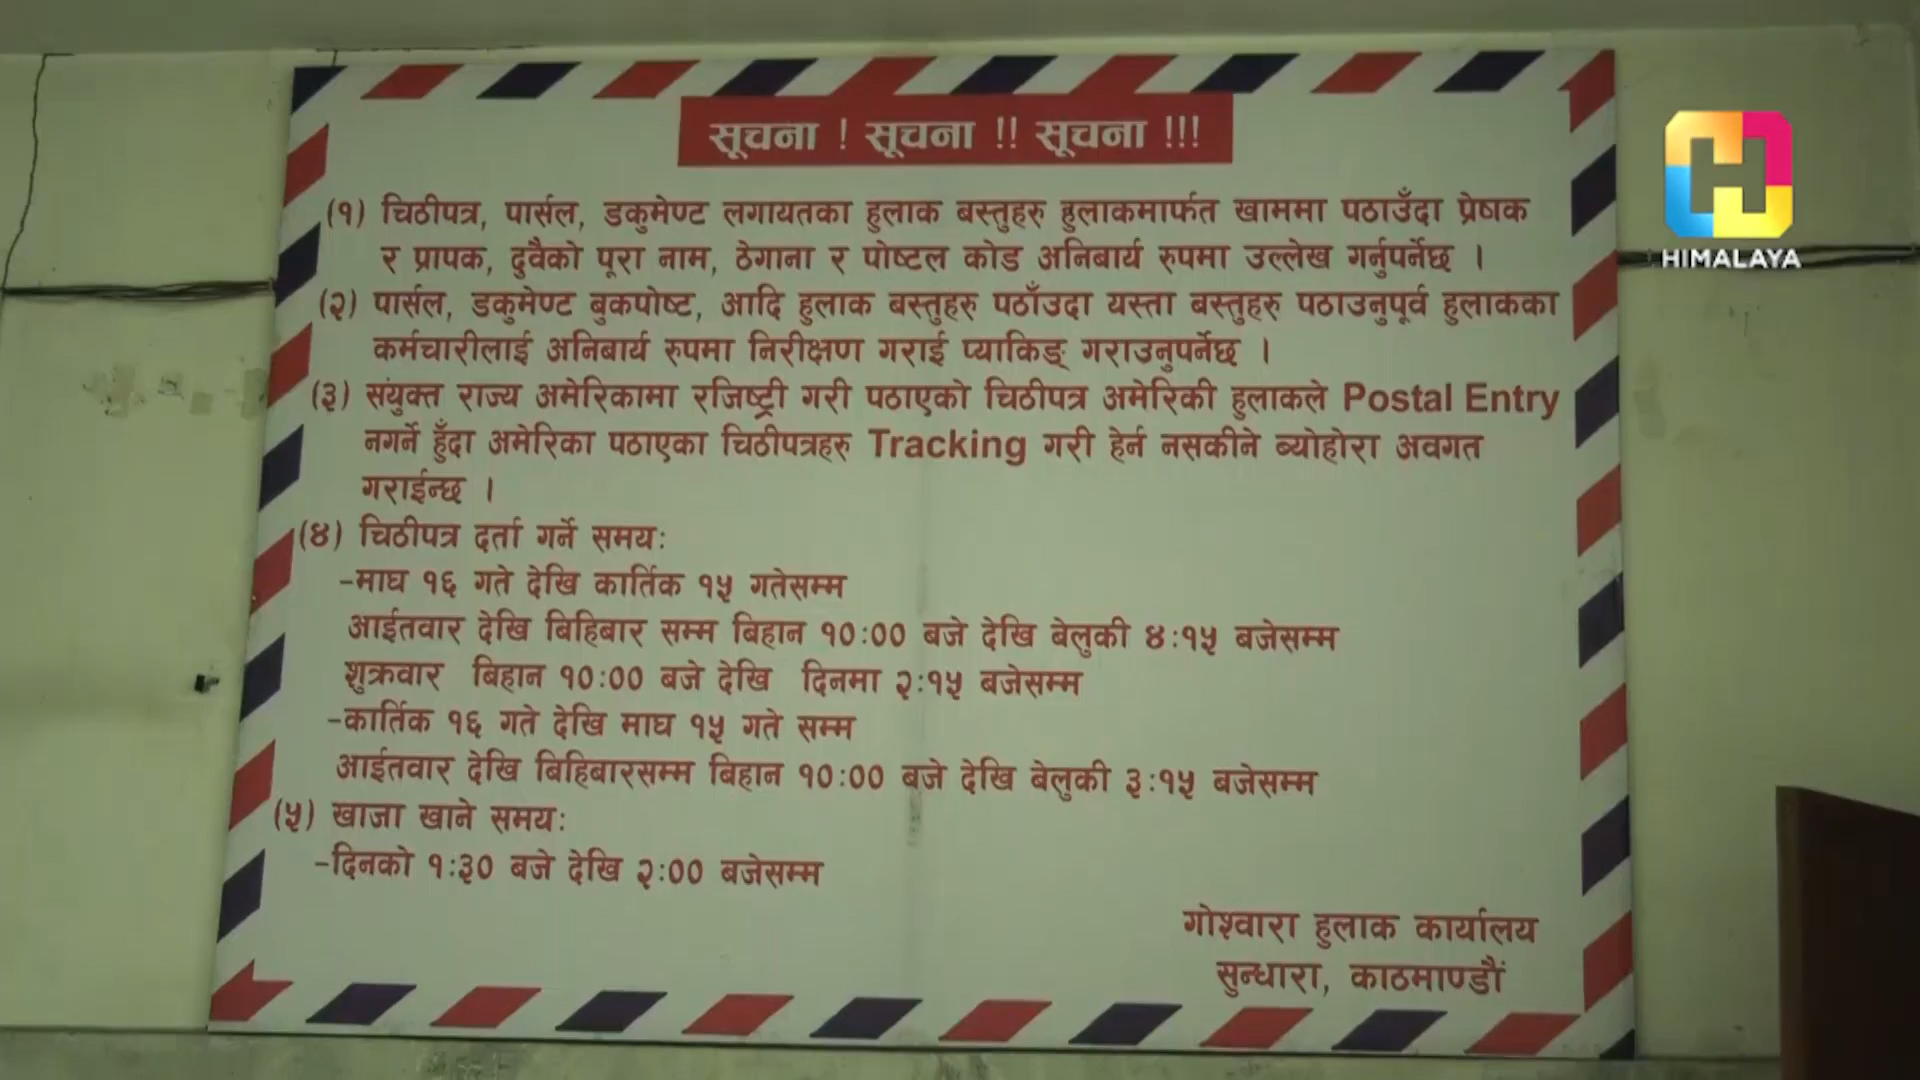 सूचना ! सूचना !! सूचना !!!
(१) चिठीपत्र, पार्सल, डकुमेण्ट लगायतका हुलाक बस्तुहरु हुलाकमार्फत खाममा पठाउँदा प्रेषाक
र प्रापक, दुवैको पूरा नाम, ठेगाना र पोष्टल कोड अनिबार्य रुपमा उल्लेख गर्नुपर्नेछ ।
(२) पार्सल, डकुमेण्ट बुकपोष्ट, आदि हुलाक बस्तुहरु पठाँउदा यस्ता बस्तुहरु पठाउनुपूर्व हुलाकका
कर्मचारीलाई अनिबार्य रुपमा निरीक्षण गराई प्याकिङ् गराउनुपर्नेछ ।
(३) संयुक्त राज्य अमेरिकामा रजिष्ट्री गरी पठाएको चिठीपत्र अमेरिकी हुलाकले Postal Entry
नगर्ने हुँदा अमेरिका पठाएका चिठीपत्रहरु Tracking गरी हेर्न नसकीने ब्योहोरा अवगत
गराईन्छ ।
(४) चिठीपत्र दर्ता गर्ने समय:
-माघ १६ गते देखि कार्तिक १५ गतेसम्म
आईतवार देखि बिहिबार सम्म बिहान १०:०० बजे देखि बेलुकी ४:१५ बजेसम्म
शुक्रवार बिहान १०:०० बजे देखि दिनमा २:१५ बजेसम्म
-कार्तिक १६ गते देखि माघ १५ गते सम्म
आईतवार देखि बिहिबारसम्म बिहान १०:०० बजे देखि बेलुकी ३:१५ बजेसम्म
(५) खाजा खाने समय:
-दिनको १:३० बजे देखि २:०० बजेसम्म
गोश्वारा हुलाक कार्यालय
सुन्धारा, काठमाण्डौं
HIMALAYA